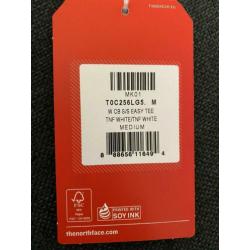 MK01
T0C256LG5. M
W CB S/S EASY TEE
TNF WHITE/TNF WHITE
MEDIUM
8 88656 11649 4
FSC
PRINTED WITH
SOY INK
thenorthface.com